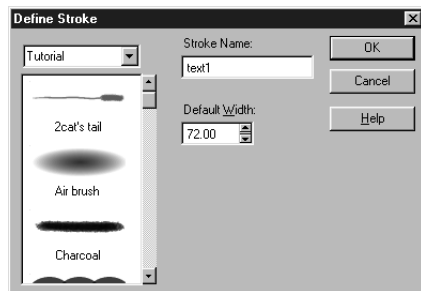 Define Stroke
Tutorial
2cat's tail
Air brush
Charcoal
Stroke Name:
text1
Default Width:
72.00
OK
Cancel
Help